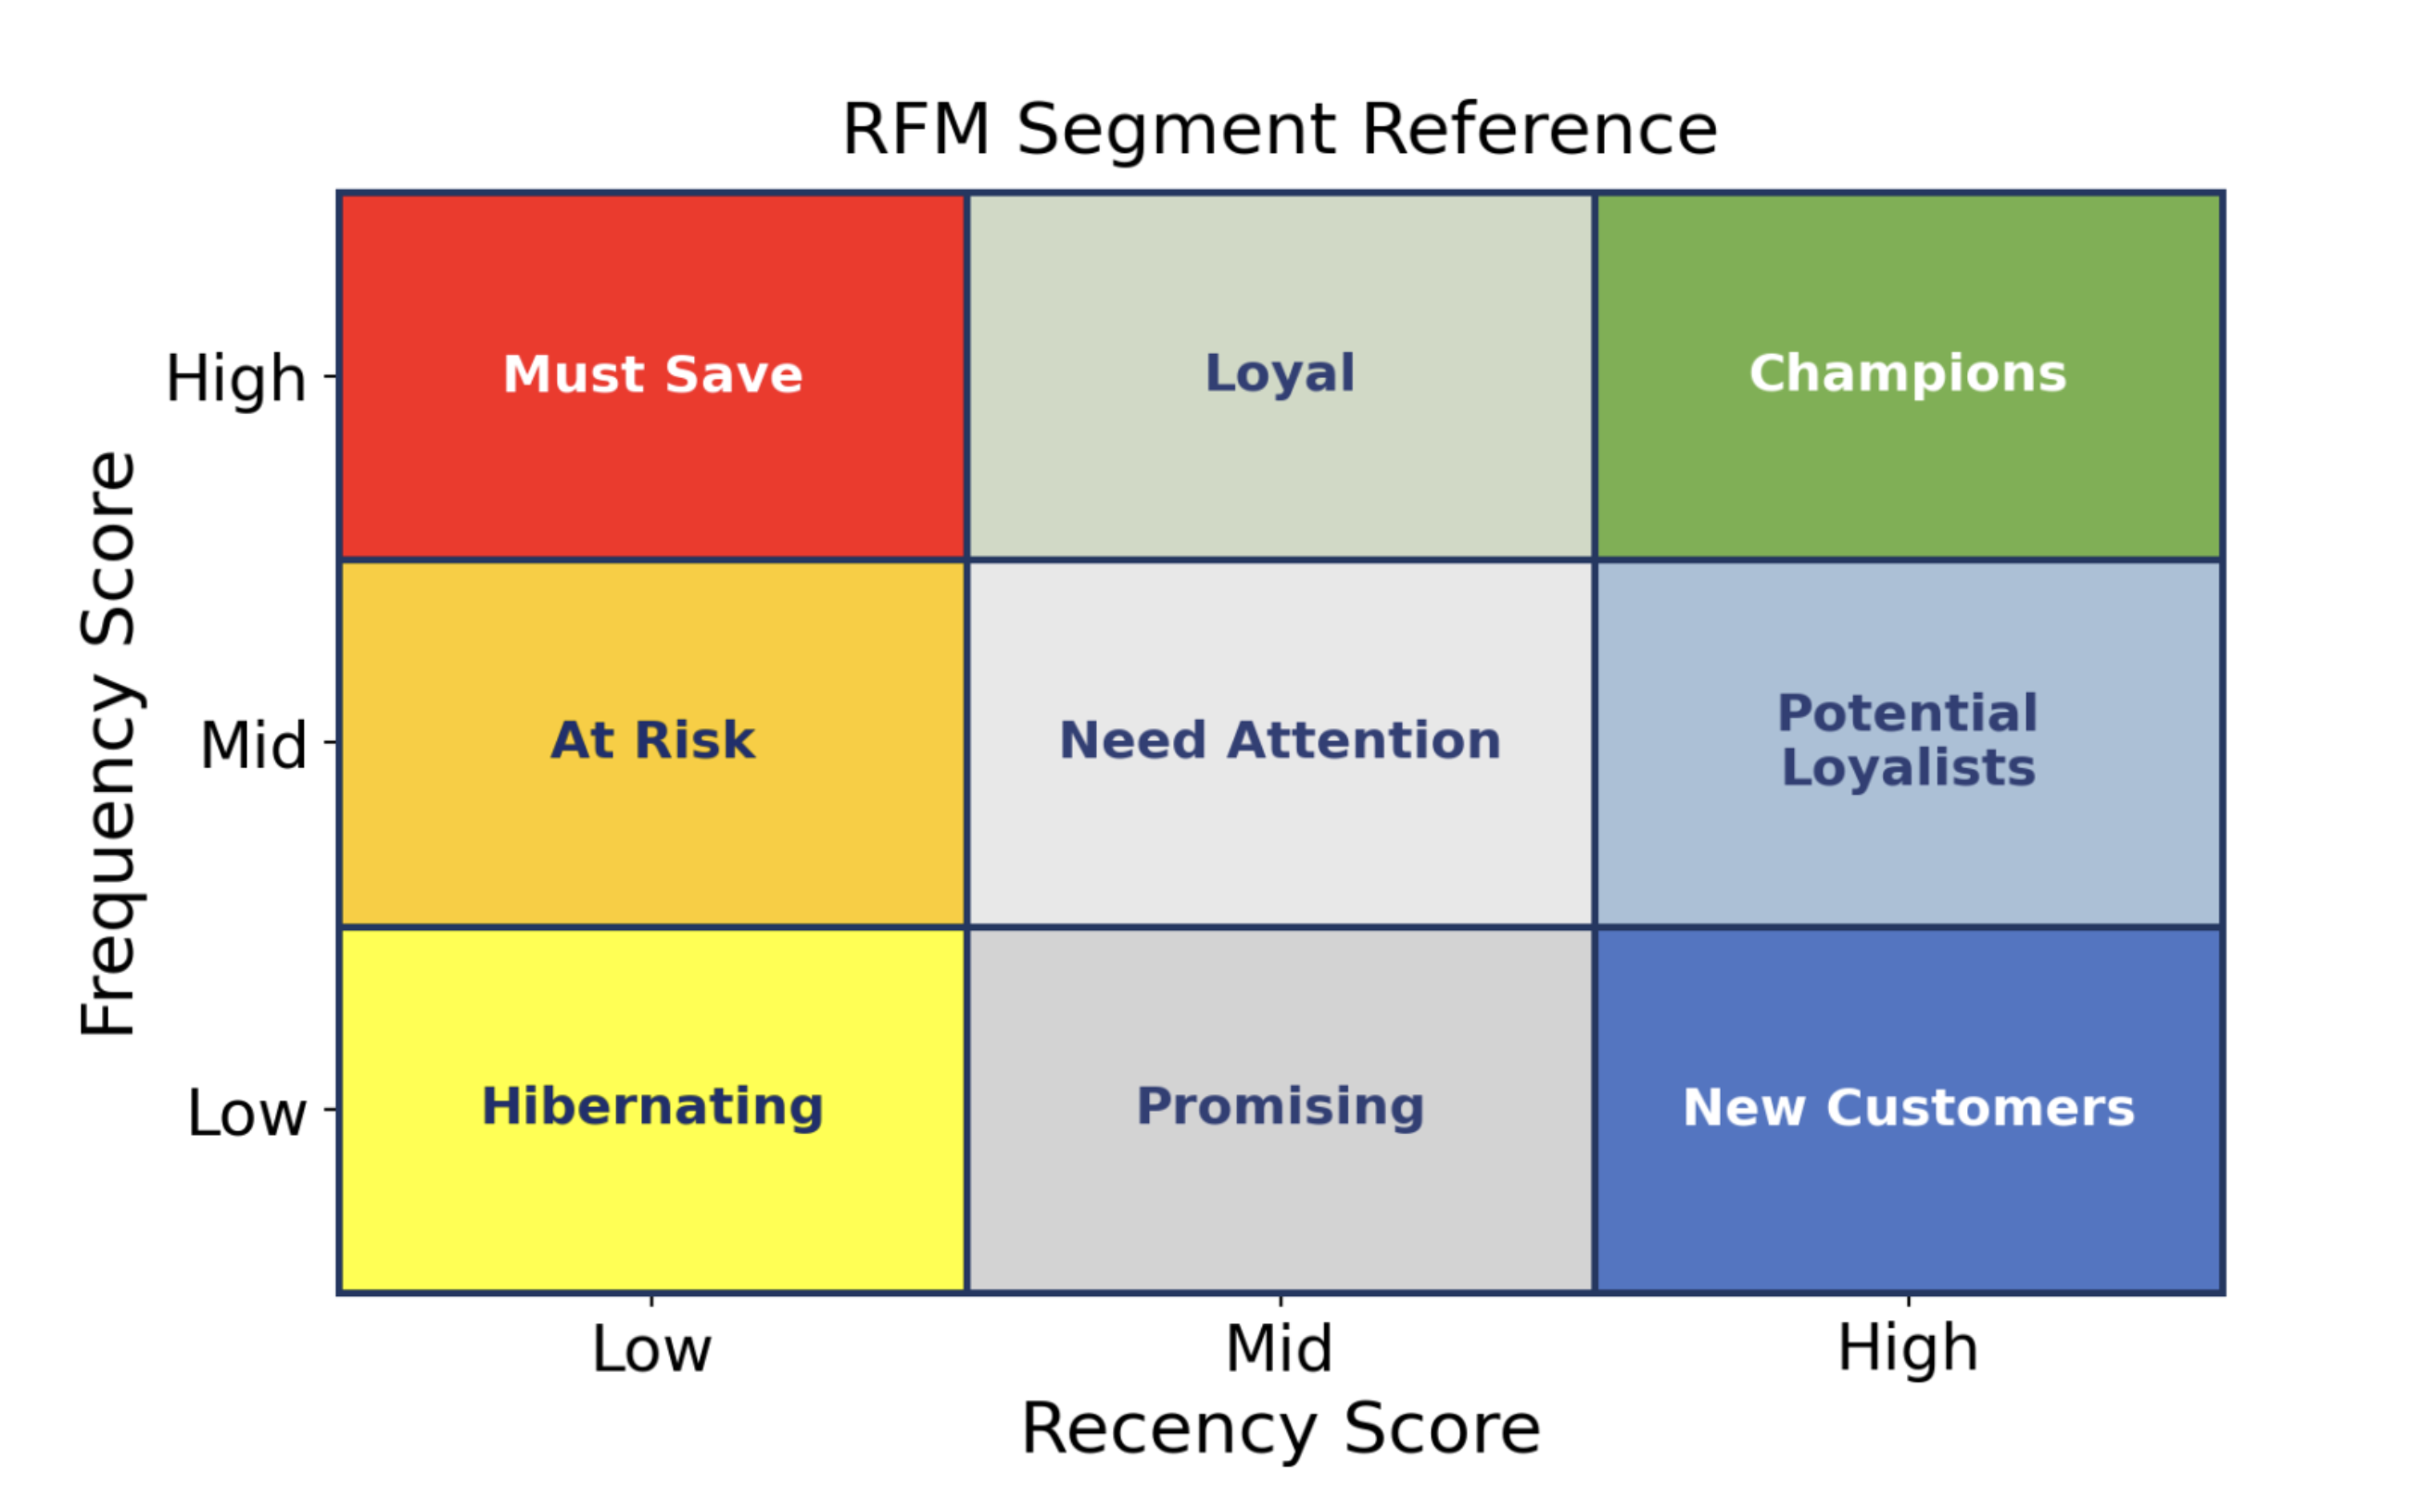 RFM Segment Reference
Frequency Score
High
Must Save
Loyal
Champions
Mid
At Risk
Need Attention
Potential
Loyalists
Low
Hibernating
Promising
New Customers
Low
Mid
High
Recency Score